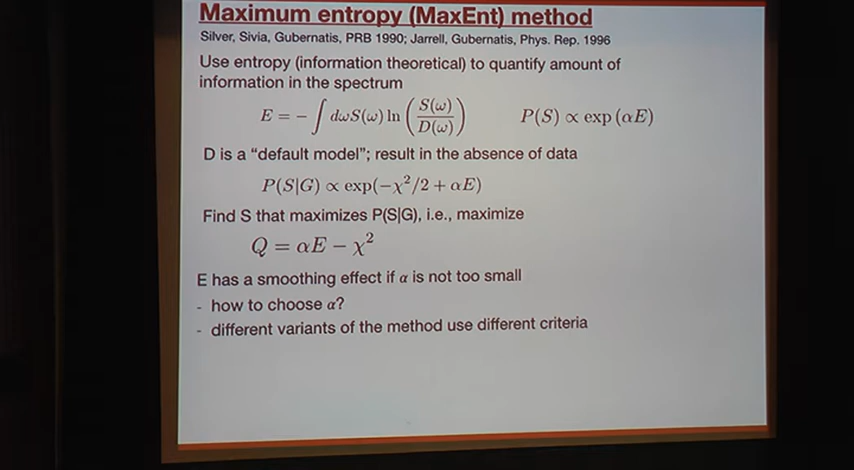 Maximum entropy (MaxEnt) method
Silver, Sivia, Gubernatis, PRB 1990; Jarrell, Gubernatis, Phys. Rep. 1996
Use entropy (information theoretical) to quantify amount of
information in the spectrum
E = − ∫ dωS(ω) ln ( S(ω) / D(ω) )   P(S) ∝ exp (αE)
D is a “default model”; result in the absence of data
P(S|G) ∝ exp(−χ²/2 + αE)
Find S that maximizes P(S|G), i.e., maximize
Q = αE − χ²
E has a smoothing effect if α is not too small
- how to choose α?
- different variants of the method use different criteria